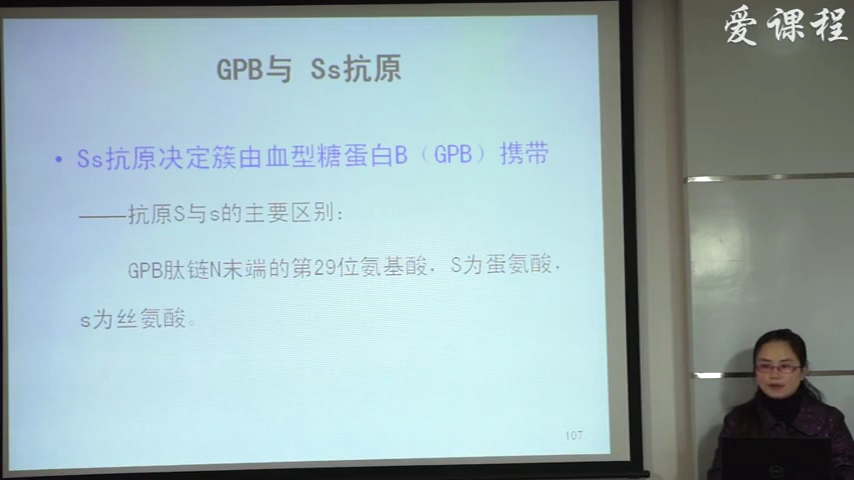 爱课程
GPB与 Ss抗原
• Ss抗原决定簇由血型糖蛋白B（GPB）携带
——抗原S与s的主要区别：
GPB肽链N末端的第29位氨基酸，S为蛋氨酸，
s为丝氨酸。
107